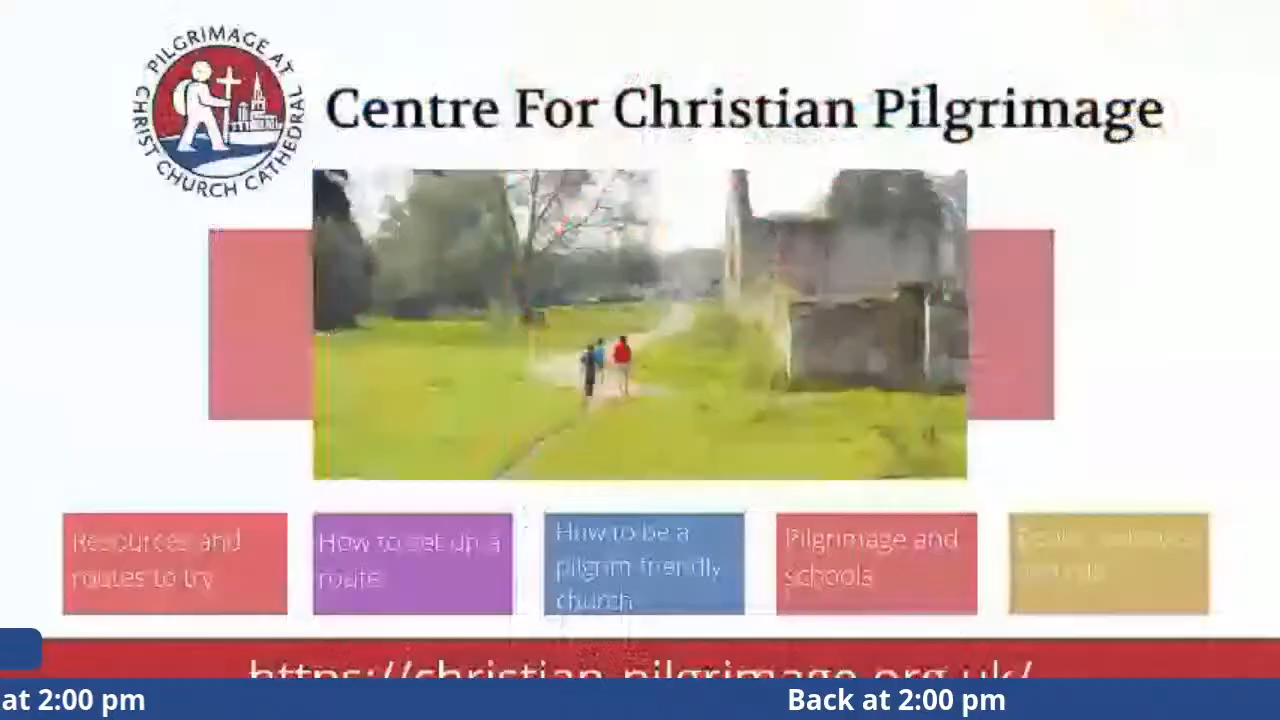 PILGRIMAGE AT
CHRIST CHURCH CATHEDRAL
Centre For Christian Pilgrimage
Resources and
routes to try
How to set up a
route
How to be a
pilgrim friendly
church
Pilgrimage and
schools
https://christian-pilgrimage.org.uk/
at 2:00 pm
Back at 2:00 pm